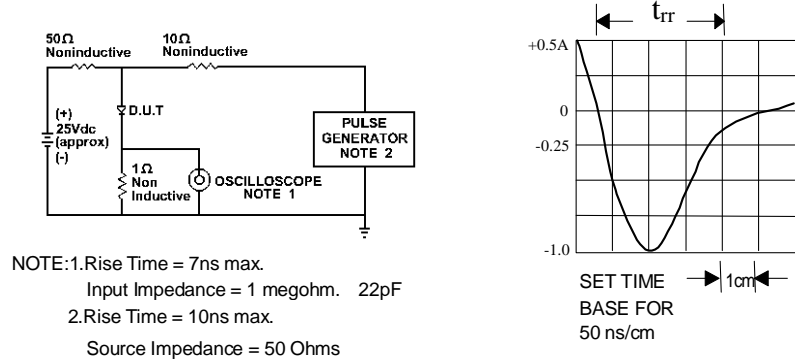 50Ω
Noninductive
10Ω
Noninductive
D.U.T
(+)
25Vdc
(approx)
(-)
1Ω
Non
Inductive
OSCILLOSCOPE
NOTE 1
PULSE
GENERATOR
NOTE 2
NOTE:1.Rise Time = 7ns max.
Input Impedance = 1 megohm. 22pF
2.Rise Time = 10ns max.
Source Impedance = 50 Ohms
trr
+0.5A
0
-0.25
-1.0
SET TIME
BASE FOR
50 ns/cm
1cm